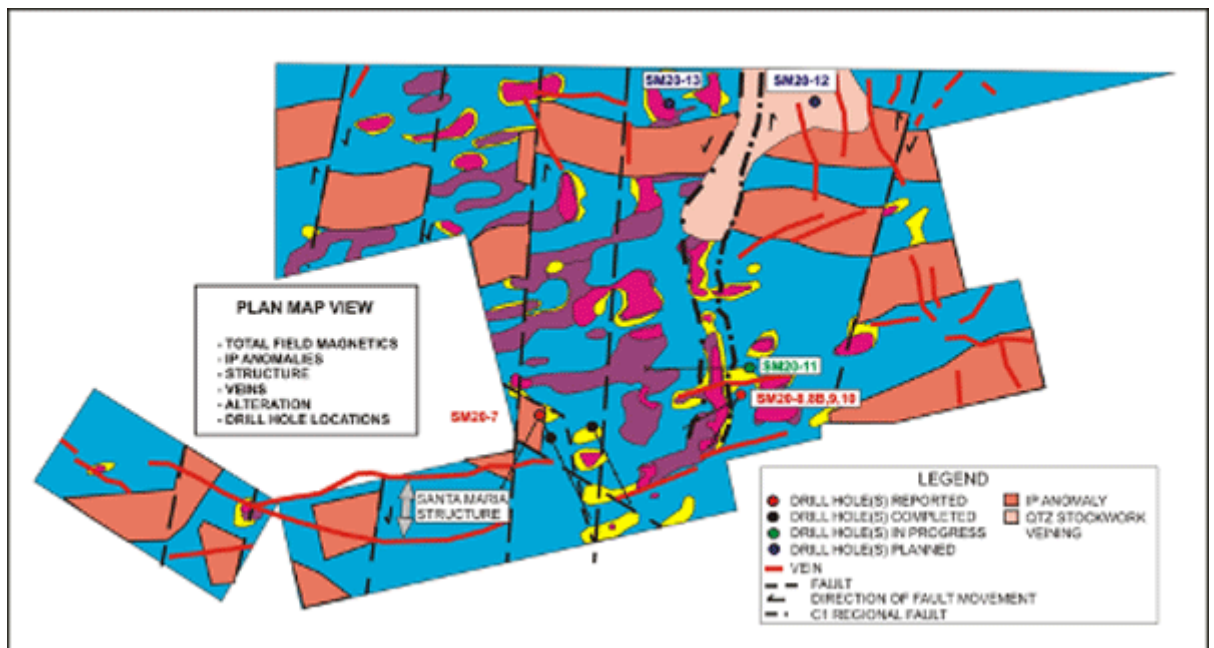 SM20-13
SM20-12
PLAN MAP VIEW
- TOTAL FIELD MAGNETICS
- IP ANOMALIES
- STRUCTURE
- VEINS
- ALTERATION
- DRILL HOLE LOCATIONS
SM20-11
SM20-8,8B,9,10
SM20-7
SANTA MARIA
STRUCTURE
LEGEND
DRILL HOLE(S) REPORTED
DRILL HOLE(S) COMPLETED
DRILL HOLE(S) IN PROGRESS
DRILL HOLE(S) PLANNED
VEIN
FAULT
DIRECTION OF FAULT MOVEMENT
C1 REGIONAL FAULT
IP ANOMALY
QTZ STOCKWORK
VEINING